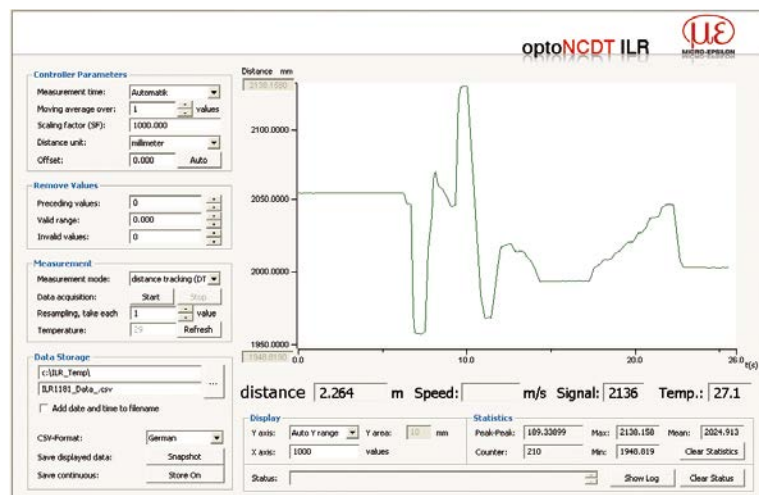 optoNCDT ILR
με
MICRO-EPSILON
Controller Parameters
Measurement time: Automatik
Moving average over: 1 values
Scaling factor (SF): 1000.000
Distance unit: millimeter
Offset: 0.000 Auto
Remove Values
Preceding values: 0
Valid range: 0.000
Invalid values: 0
Measurement
Measurement mode: distance tracking (DT
Data acquisition: Start Stop
Resampling, take each 1 value
Temperature: 29 Refresh
Data Storage
c:\ILR_Temp\
ILR1181_Data_.csv ...
Add date and time to filename
CSV-Format: German
Save displayed data: Snapshot
Save continuous: Store On
Distance mm
2138.1580
2100.0000
2050.0000
2000.0000
1950.0000
0.0 10.0 20.0 26.0 t(s)
distance 2.264 m Speed: m/s Signal: 2136 Temp.: 27.1
Display
Y axis: Auto Y range Y area: 10 mm
X axis: 1000 values
Statistics
Peak-Peak: 189.33899 Max: 2138.158 Mean: 2024.913
Counter: 210 Min: 1948.819 Clear Statistics
Status: Show Log Clear Status